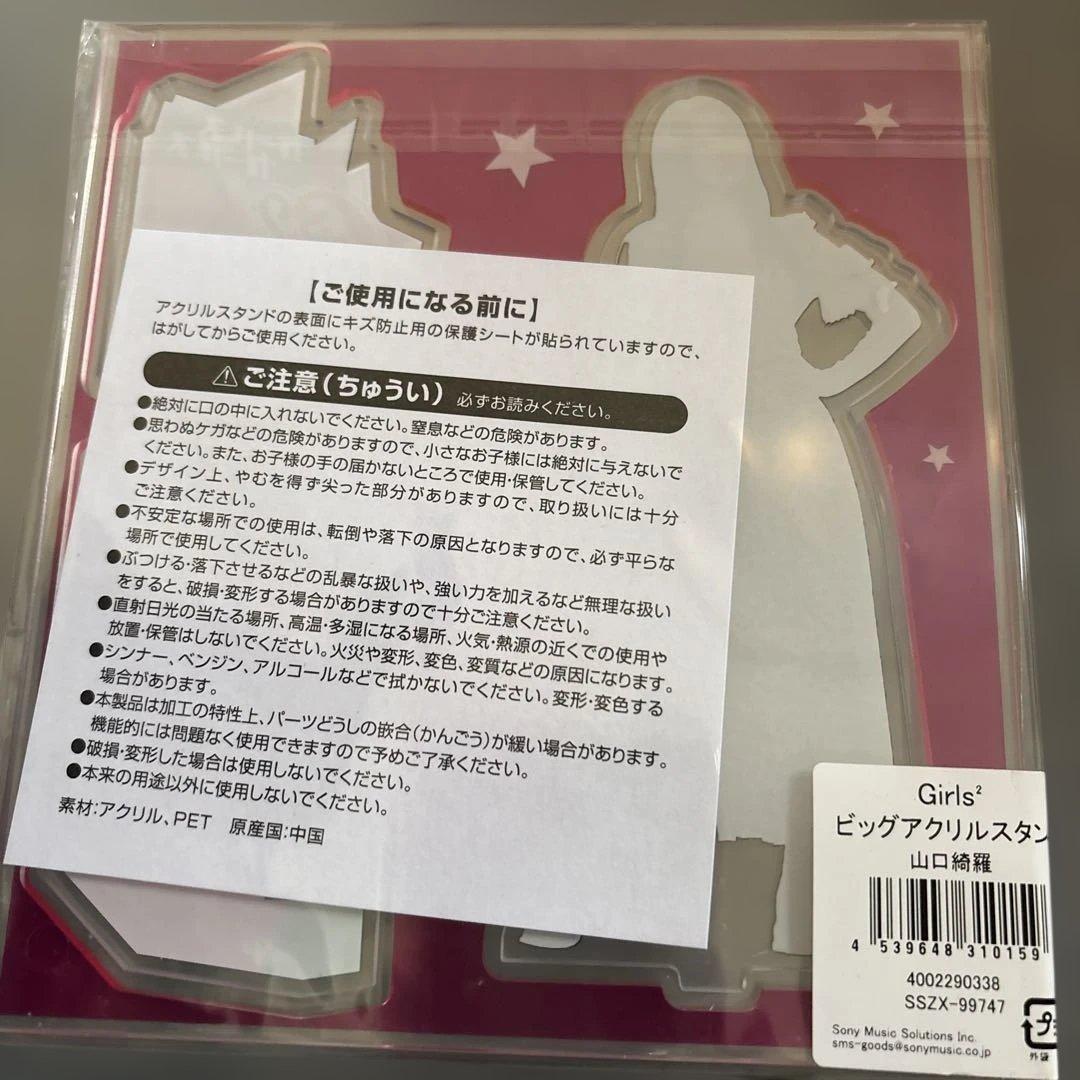 【ご使用になる前に】
アクリルスタンドの表面にキズ防止用の保護シートが貼られていますので、
はがしてからご使用ください。
⚠ご注意(ちゅうい) 必ずお読みください。
●絶対に口の中に入れないでください。窒息などの危険があります。
●思わぬケガなどの危険がありますので、小さなお子様には絶対に与えないで
ください。また、お子様の手の届かないところで使用・保管してください。
●デザイン上、やむを得ず尖った部分がありますので、取り扱いには十分
ご注意ください。
●不安定な場所での使用は、転倒や落下の原因となりますので、必ず平らな
場所で使用してください。
●ぶつける・落下させるなどの乱暴な扱いや、強い力を加えるなど無理な扱い
をすると、破損・変形する場合がありますので十分ご注意ください。
●直射日光の当たる場所、高温・多湿になる場所、火気・熱源の近くでの使用や
放置・保管はしないでください。火災や変形、変色、変質などの原因になります。
●シンナー、ベンジン、アルコールなどで拭かないでください。変形・変色する
場合があります。
●本製品は加工の特性上、パーツどうしの嵌合(かんごう)が緩い場合があります。
機能的には問題なく使用できますので予めご了承ください。
●破損・変形した場合は使用しないでください。
●本来の用途以外に使用しないでください。
素材:アクリル、PET 原産国:中国
Girls²
ビッグアクリルスタン
山口綺羅
4 539648 310159
4002290338
SSZX-99747
Sony Music Solutions Inc.
sms-goods@sonymusic.co.jp
プ
外袋